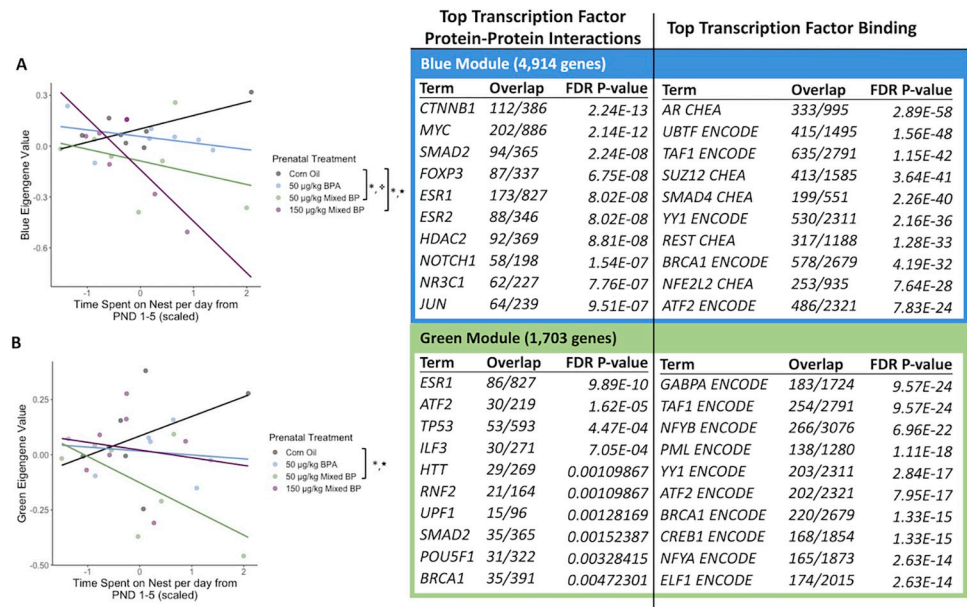 Top Transcription Factor
Protein-Protein Interactions
Top Transcription Factor Binding
A
Blue Eigengene Value
0.3
0.0
-0.3
-0.6
-1
0
1
2
Time Spent on Nest per day from
PND 1-5 (scaled)
Prenatal Treatment
Corn Oil
50 µg/kg BPA
50 µg/kg Mixed BP
150 µg/kg Mixed BP
Blue Module (4,914 genes)
Term Overlap FDR P-value
CTNNB1 112/386 2.24E-13
MYC 202/886 2.14E-12
SMAD2 94/365 2.24E-08
FOXP3 87/337 6.75E-08
ESR1 173/827 8.02E-08
ESR2 88/346 8.02E-08
HDAC2 92/369 8.81E-08
NOTCH1 58/198 1.54E-07
NR3C1 62/227 7.76E-07
JUN 64/239 9.51E-07
Term Overlap FDR P-value
AR CHEA 333/995 2.89E-58
UBTF ENCODE 415/1495 1.56E-48
TAF1 ENCODE 635/2791 1.15E-42
SUZ12 CHEA 413/1585 3.64E-41
SMAD4 CHEA 199/551 2.26E-40
YY1 ENCODE 530/2311 2.16E-36
REST CHEA 317/1188 1.28E-33
BRCA1 ENCODE 578/2679 4.19E-32
NFE2L2 CHEA 253/935 7.64E-28
ATF2 ENCODE 486/2321 7.83E-24
B
Green Eigengene Value
0.25
0.00
-0.25
-0.50
-1
0
1
2
Time Spent on Nest per day from
PND 1-5 (scaled)
Prenatal Treatment
Corn Oil
50 µg/kg BPA
50 µg/kg Mixed BP
150 µg/kg Mixed BP
Green Module (1,703 genes)
Term Overlap FDR P-value
ESR1 86/827 9.89E-10
ATF2 30/219 1.62E-05
TP53 53/593 4.47E-04
ILF3 30/271 7.05E-04
HTT 29/269 0.00109867
RNF2 21/164 0.00109867
UPF1 15/96 0.00128169
SMAD2 35/365 0.00152387
POU5F1 31/322 0.00328415
BRCA1 35/391 0.00472301
Term Overlap FDR P-value
GABPA ENCODE 183/1724 9.57E-24
TAF1 ENCODE 254/2791 9.57E-24
NFYB ENCODE 266/3076 6.96E-22
PML ENCODE 138/1280 1.11E-18
YY1 ENCODE 203/2311 2.84E-17
ATF2 ENCODE 202/2321 7.95E-17
BRCA1 ENCODE 220/2679 1.33E-15
CREB1 ENCODE 168/1854 1.33E-15
NFYA ENCODE 165/1873 2.63E-14
ELF1 ENCODE 174/2015 2.63E-14